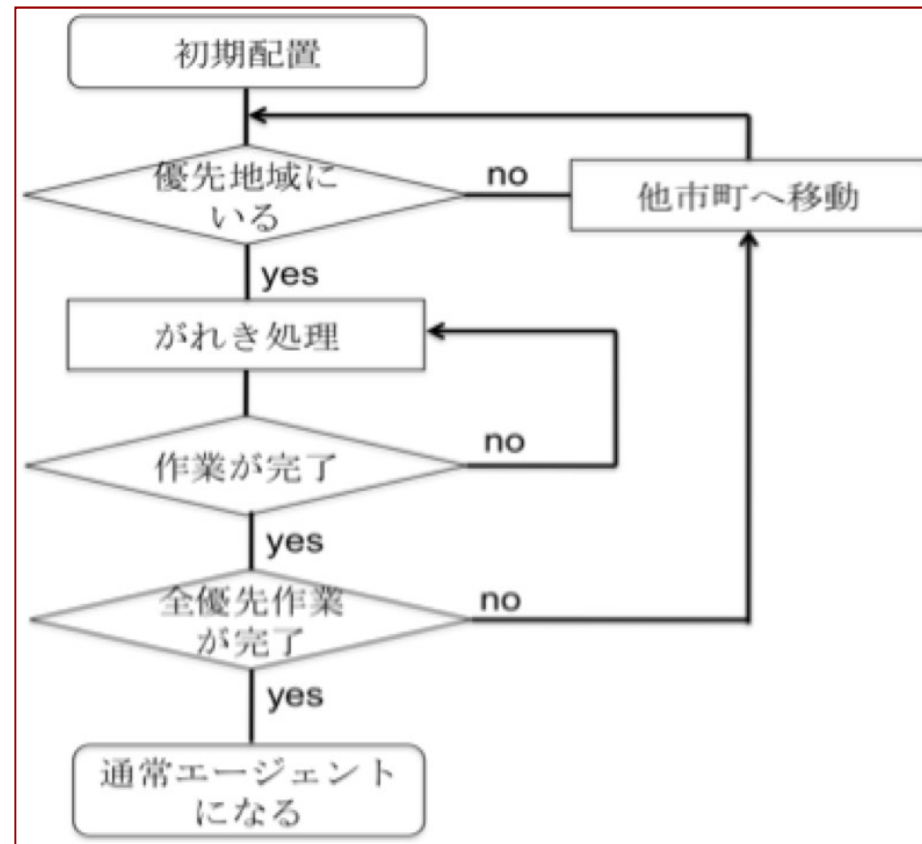 初期配置
優先地域に
いる
no
他市町へ移動
yes
がれき処理
作業が完了
no
yes
全優先作業
が完了
no
yes
通常エージェント
になる